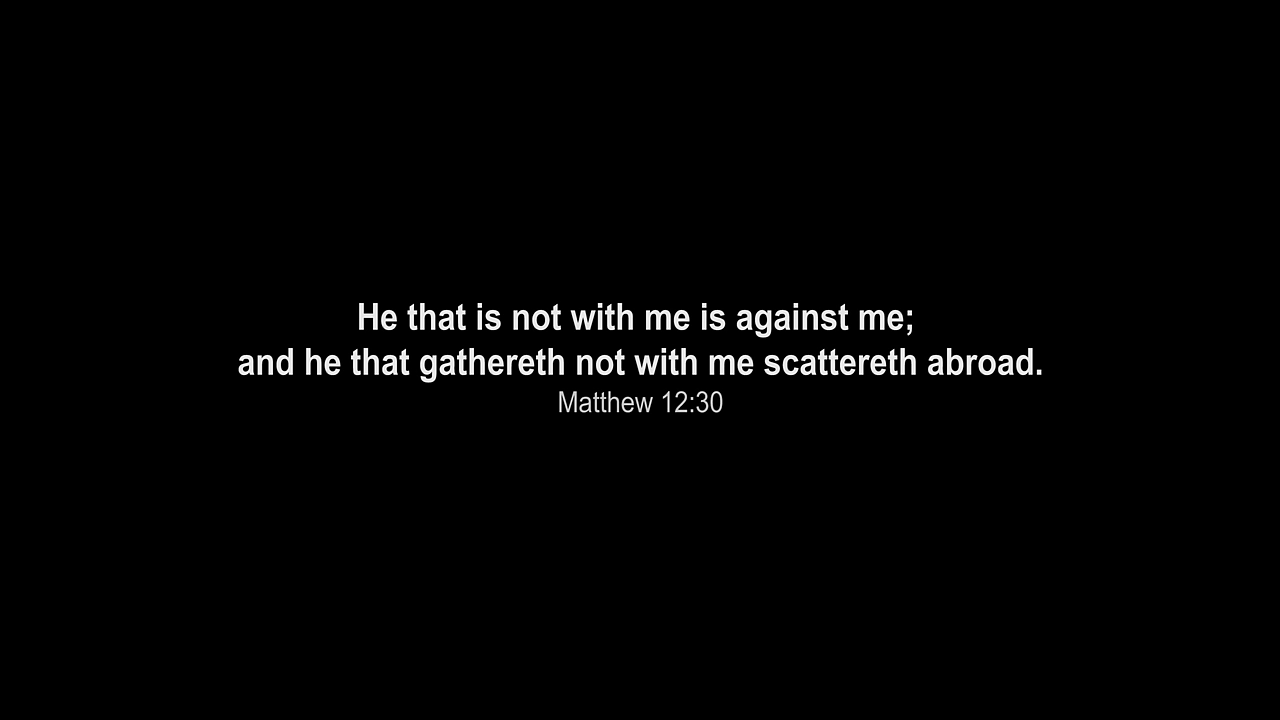 He that is not with me is against me;
and he that gathereth not with me scattereth abroad.
Matthew 12:30